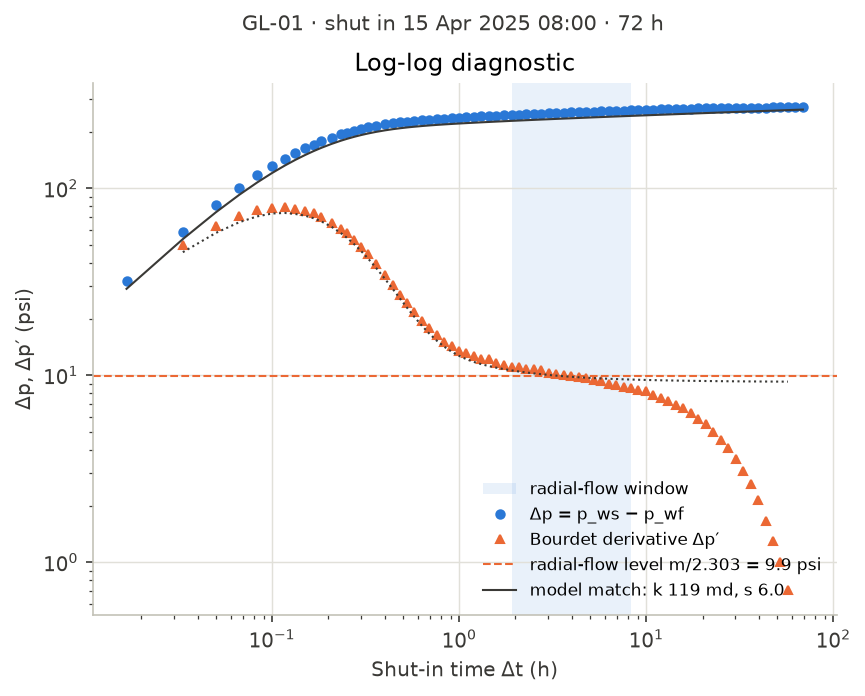 GL-01 · shut in 15 Apr 2025 08:00 · 72 h
Log-log diagnostic
Δp, Δp′ (psi)
10²
10¹
10⁰
radial-flow window
Δp = p_ws − p_wf
Bourdet derivative Δp′
radial-flow level m/2.303 = 9.9 psi
model match: k 119 md, s 6.0
10⁻¹
10⁰
10¹
10²
Shut-in time Δt (h)